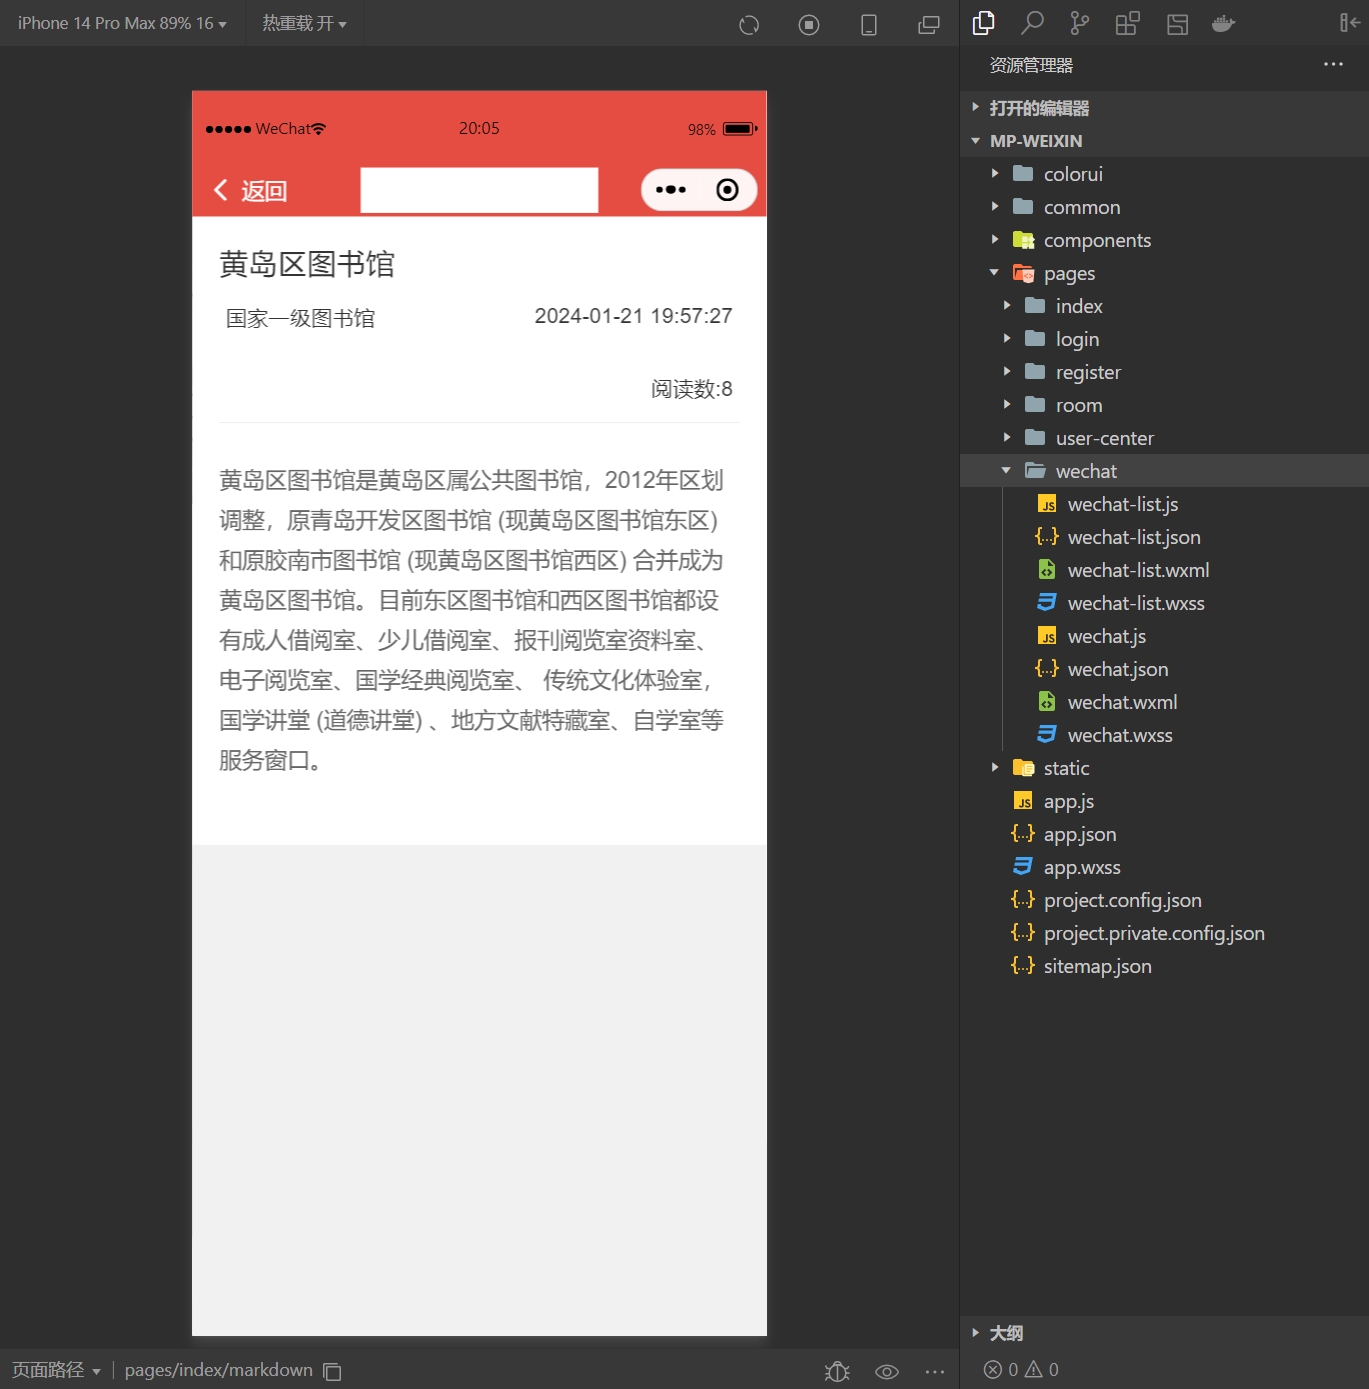 iPhone 14 Pro Max 89% 16
热重载 开
WeChat
20:05
98%
返回
黄岛区图书馆
国家一级图书馆
2024-01-21 19:57:27
阅读数:8
黄岛区图书馆是黄岛区属公共图书馆，2012年区划
调整，原青岛开发区图书馆 (现黄岛区图书馆东区)
和原胶南市图书馆 (现黄岛区图书馆西区) 合并成为
黄岛区图书馆。目前东区图书馆和西区图书馆都设
有成人借阅室、少儿借阅室、报刊阅览室资料室、
电子阅览室、国学经典阅览室、 传统文化体验室，
国学讲堂 (道德讲堂) 、地方文献特藏室、自学室等
服务窗口。
页面路径
pages/index/markdown
资源管理器
打开的编辑器
MP-WEIXIN
colorui
common
components
pages
index
login
register
room
user-center
wechat
wechat-list.js
wechat-list.json
wechat-list.wxml
wechat-list.wxss
wechat.js
wechat.json
wechat.wxml
wechat.wxss
static
app.js
app.json
app.wxss
project.config.json
project.private.config.json
sitemap.json
大纲
0
0